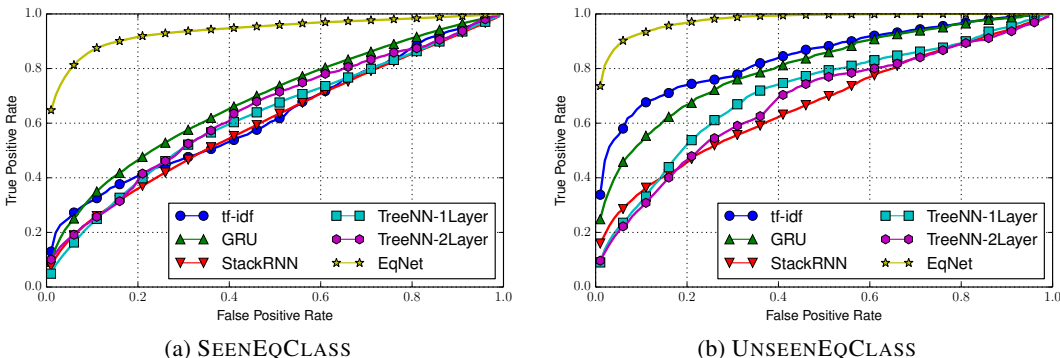 1.0
0.8
0.6
0.4
0.2
0.0
True Positive Rate
0.0 0.2 0.4 0.6 0.8 1.0
False Positive Rate
tf-idf
GRU
StackRNN
TreeNN-1Layer
TreeNN-2Layer
EqNet
(a) SEENEQCLASS
1.0
0.8
0.6
0.4
0.2
0.0
True Positive Rate
0.0 0.2 0.4 0.6 0.8 1.0
False Positive Rate
tf-idf
GRU
StackRNN
TreeNN-1Layer
TreeNN-2Layer
EqNet
(b) UNSEENEQCLASS